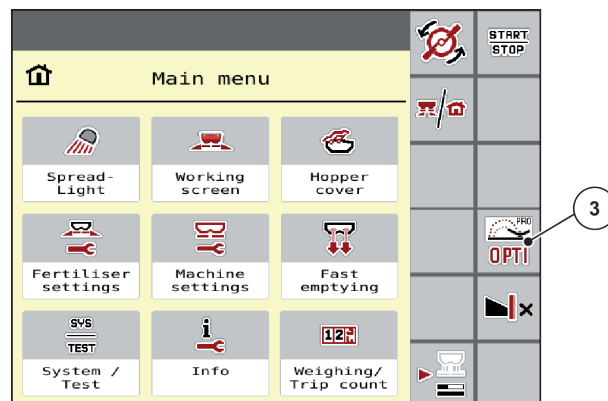 Main menu
START
STOP
Spread-
Light
Working
screen
Hopper
cover
Fertiliser
settings
Machine
settings
Fast
emptying
PRO
OPTI
3
SYS
TEST
System /
Test
i
Info
12
Weighing/
Trip count